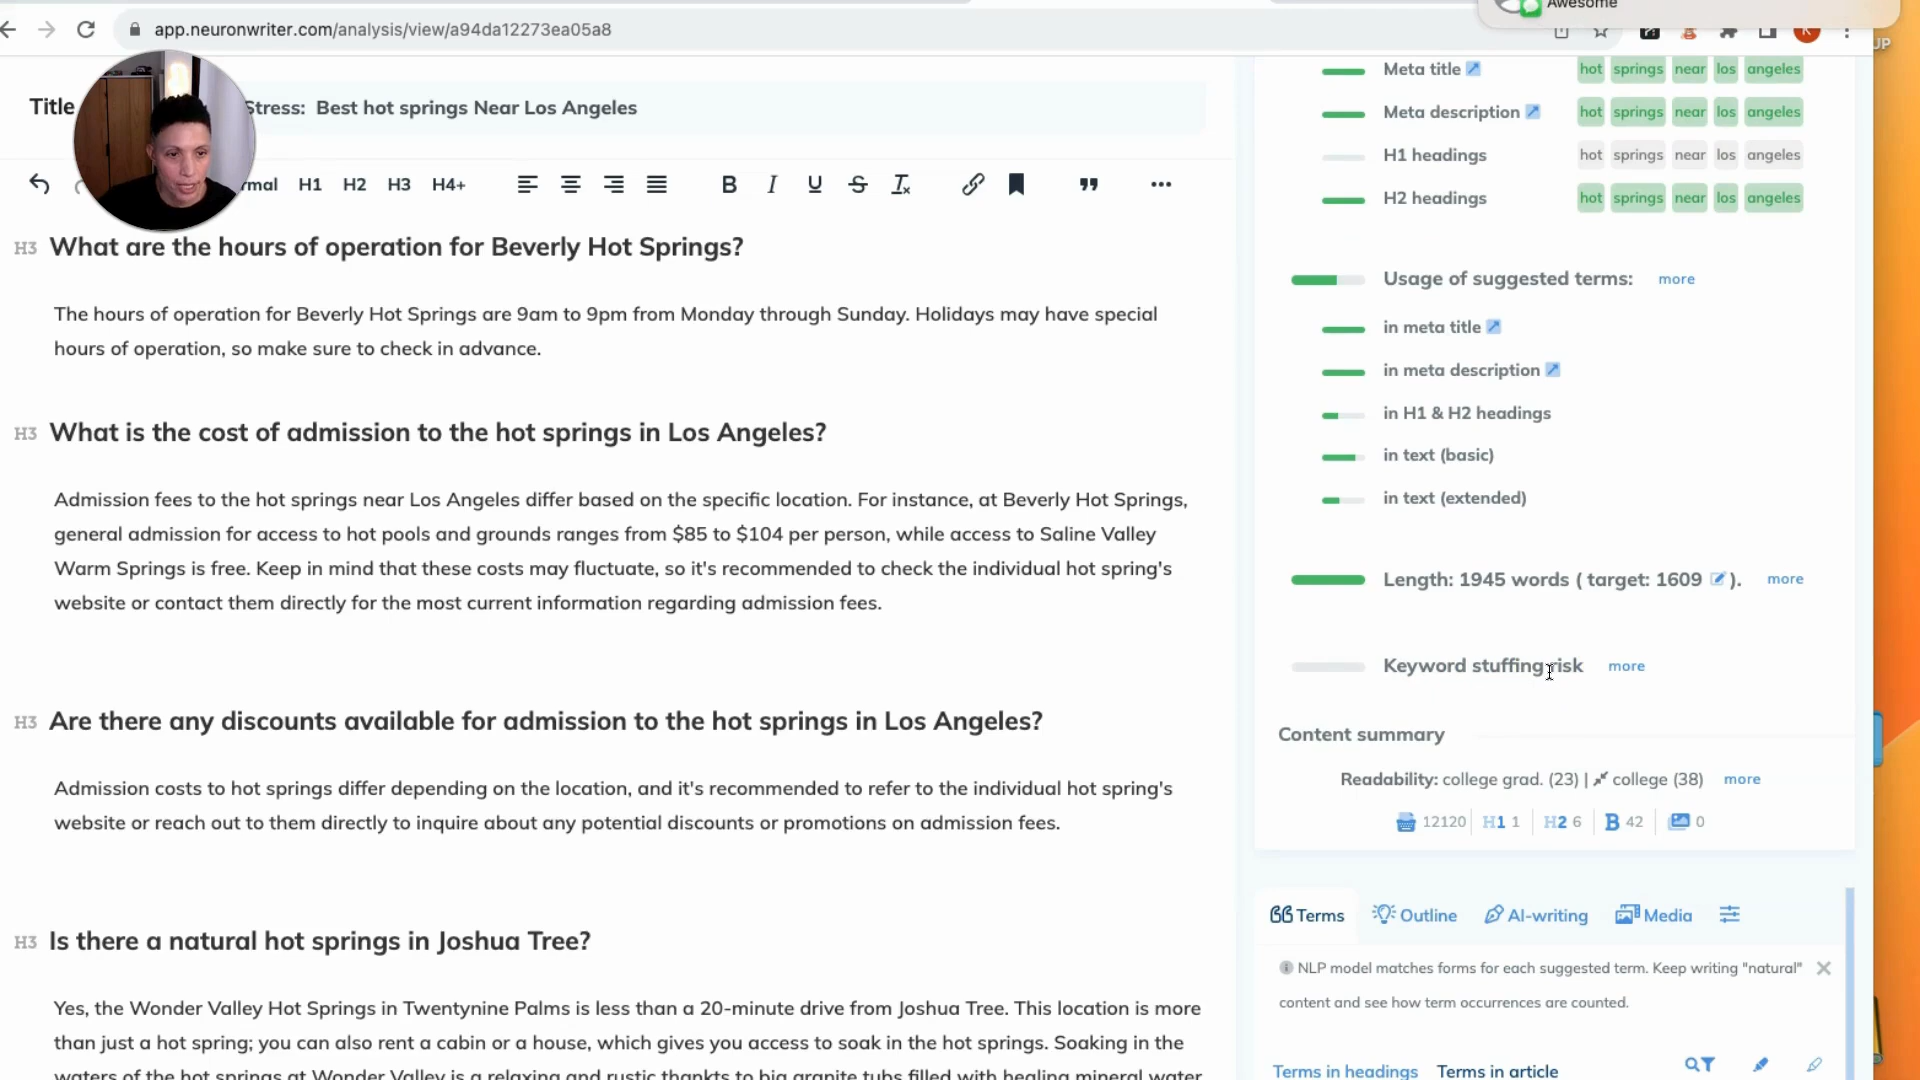 Awesome
app.neuronwriter.com/analysis/view/a94da12273ea05a8
UP
Title
Stress: Best hot springs Near Los Angeles
H1 H2 H3 H4+
B I U S
H3 What are the hours of operation for Beverly Hot Springs?
The hours of operation for Beverly Hot Springs are 9am to 9pm from Monday through Sunday. Holidays may have special
hours of operation, so make sure to check in advance.
H3 What is the cost of admission to the hot springs in Los Angeles?
Admission fees to the hot springs near Los Angeles differ based on the specific location. For instance, at Beverly Hot Springs,
general admission for access to hot pools and grounds ranges from $85 to $104 per person, while access to Saline Valley
Warm Springs is free. Keep in mind that these costs may fluctuate, so it's recommended to check the individual hot spring's
website or contact them directly for the most current information regarding admission fees.
H3 Are there any discounts available for admission to the hot springs in Los Angeles?
Admission costs to hot springs differ depending on the location, and it's recommended to refer to the individual hot spring's
website or reach out to them directly to inquire about any potential discounts or promotions on admission fees.
H3 Is there a natural hot springs in Joshua Tree?
Yes, the Wonder Valley Hot Springs in Twentynine Palms is less than a 20-minute drive from Joshua Tree. This location is more
than just a hot spring; you can also rent a cabin or a house, which gives you access to soak in the hot springs. Soaking in the
waters of the hot springs at Wonder Valley is a relaxing and rustic thankts to big granite tubs filled with healing mineral water
Meta title hot springs near los angeles
Meta description hot springs near los angeles
H1 headings hot springs near los angeles
H2 headings hot springs near los angeles
Usage of suggested terms: more
in meta title
in meta description
in H1 & H2 headings
in text (basic)
in text (extended)
Length: 1945 words ( target: 1609 ). more
Keyword stuffing risk more
Content summary
Readability: college grad. (23) | college (38) more
12120 H1 1 H2 6 B 42 0
Terms Outline AI-writing Media
NLP model matches forms for each suggested term. Keep writing "natural"
content and see how term occurrences are counted.
Terms in headings Terms in article